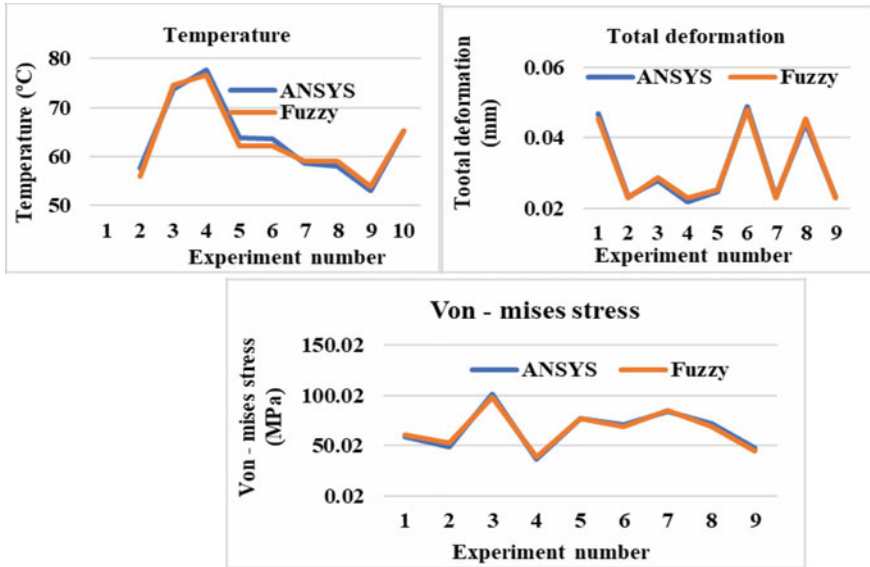 Temperature
Temperature (ºC)
80
70
60
50
ANSYS
Fuzzy
1 2 3 4 5 6 7 8 9 10
Experiment number
Total deformation
Tootal deformation
(mm)
0.06
0.04
0.02
ANSYS Fuzzy
1 2 3 4 5 6 7 8 9
Experiment number
Von - mises stress
Von - mises stress
(MPa)
150.02
100.02
50.02
0.02
ANSYS Fuzzy
1 2 3 4 5 6 7 8 9
Experiment number